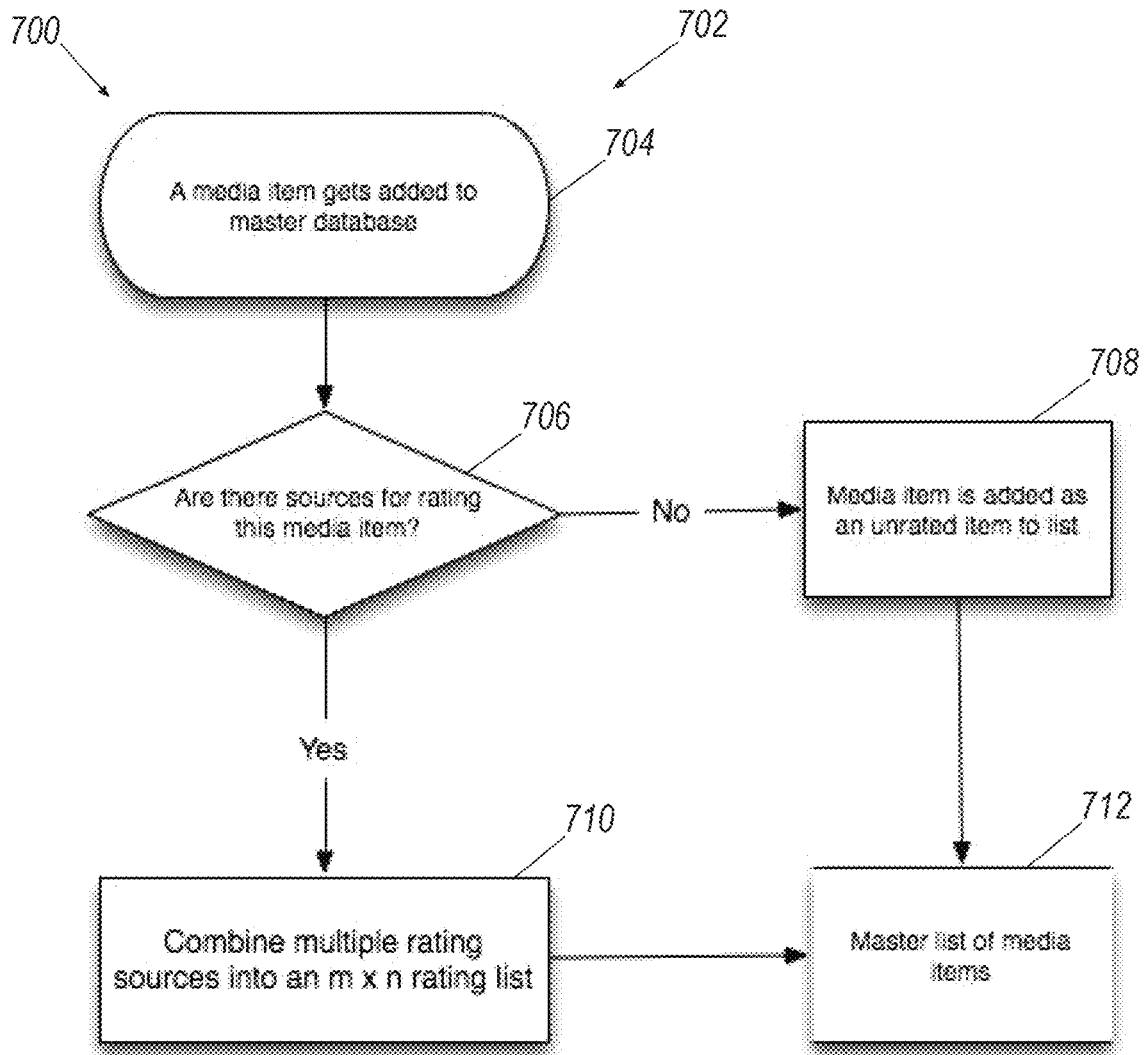 700
702
704
A media item gets added to
master database
706
708
Are there sources for rating
this media item?
No
Media item is added as
an unrated item to list
Yes
710
712
Combine multiple rating
sources into an m x n rating list
Master list of media
items